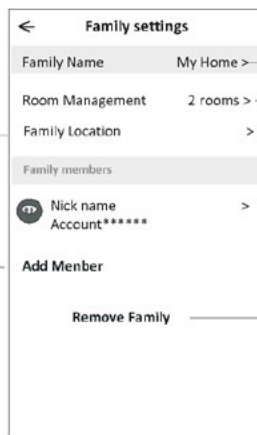 ← Family settings
Family Name My Home >
Room Management 2 rooms >
Family Location >
Family members
Nick name >
Account******
Add Menber
Remove Family